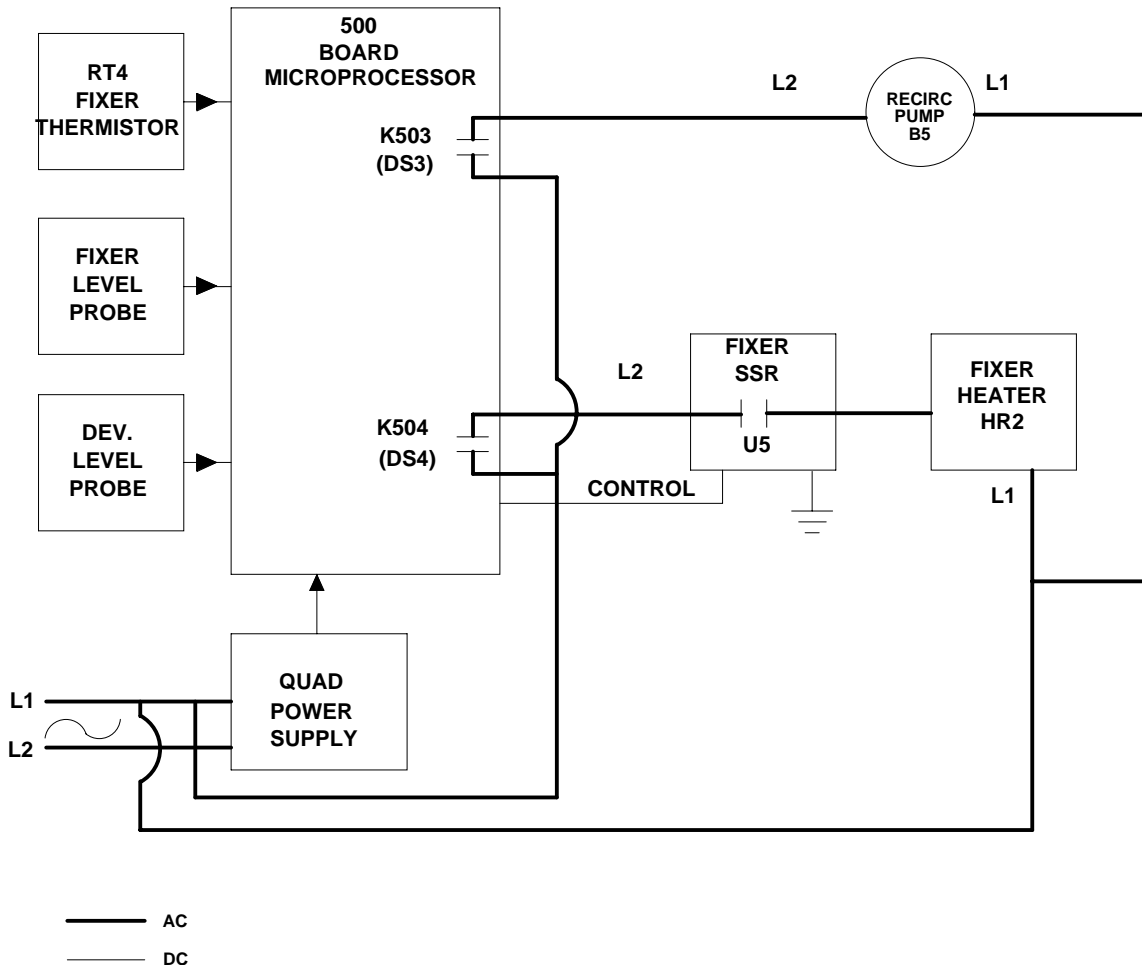 500
BOARD
MICROPROCESSOR
RT4
FIXER
THERMISTOR
L2
RECIRC
PUMP
B5
L1
K503
(DS3)
FIXER
LEVEL
PROBE
FIXER
SSR
U5
L2
FIXER
HEATER
HR2
DEV.
LEVEL
PROBE
K504
(DS4)
CONTROL
L1
QUAD
POWER
SUPPLY
L1
L2
AC
DC